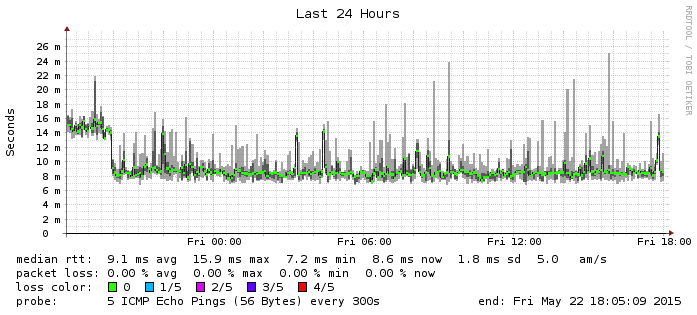 Last 24 Hours
RRDTOOL / TOBI OETIKER
Seconds
26 m
24 m
22 m
20 m
18 m
16 m
14 m
12 m
10 m
8 m
6 m
4 m
2 m
0
Fri 00:00 Fri 06:00 Fri 12:00 Fri 18:00
median rtt: 9.1 ms avg 15.9 ms max 7.2 ms min 8.6 ms now 1.8 ms sd 5.0 am/s
packet loss: 0.00 % avg 0.00 % max 0.00 % min 0.00 % now
loss color: 0 1/5 2/5 3/5 4/5
probe: 5 ICMP Echo Pings (56 Bytes) every 300s end: Fri May 22 18:05:09 2015